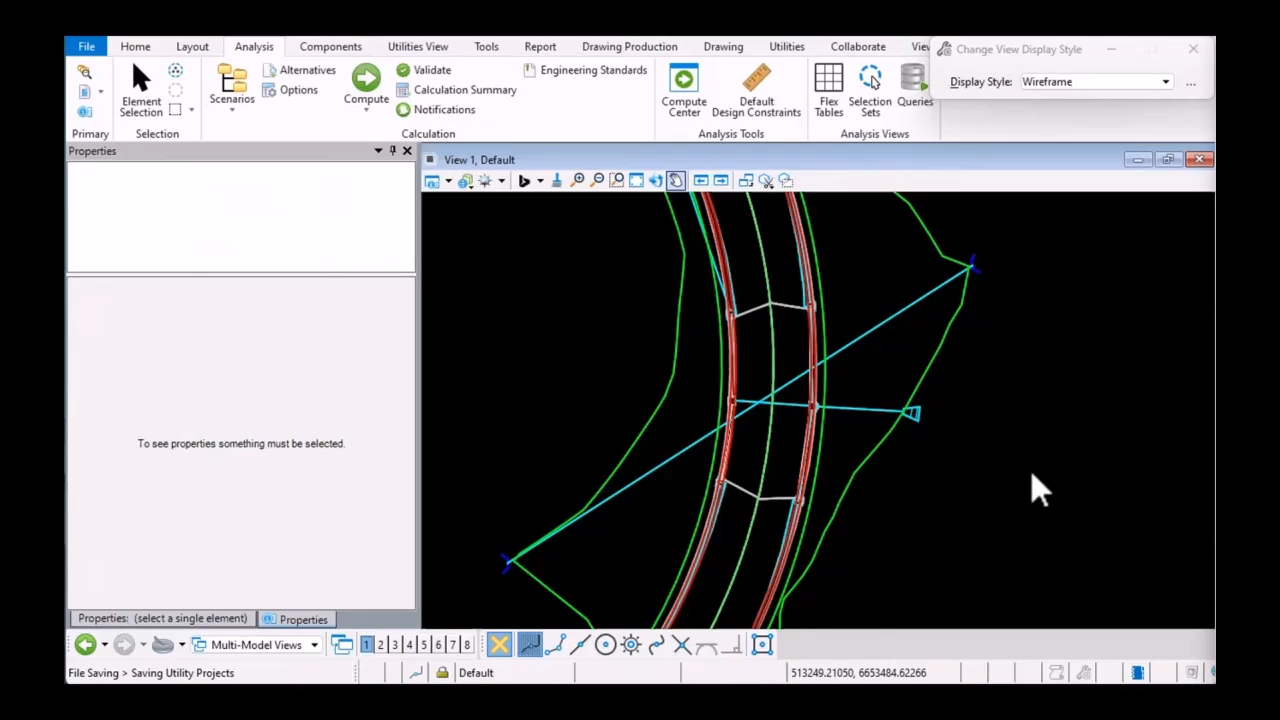 File Home Layout Analysis Components Utilities View Tools Report Drawing Production Drawing Utilities Collaborate View
Change View Display Style
Display Style: Wireframe ...
Primary
Element Selection
Selection
Scenarios
Alternatives
Options
Compute
Validate
Calculation Summary
Notifications
Calculation
Engineering Standards
Compute Center
Default Design Constraints
Analysis Tools
Flex Tables
Selection Sets
Queries
Analysis Views
Properties
View 1, Default
To see properties something must be selected.
Properties: (select a single element) Properties
Multi-Model Views 1 2 3 4 5 6 7 8
File Saving > Saving Utility Projects Default 513249.21050, 6653484.62266